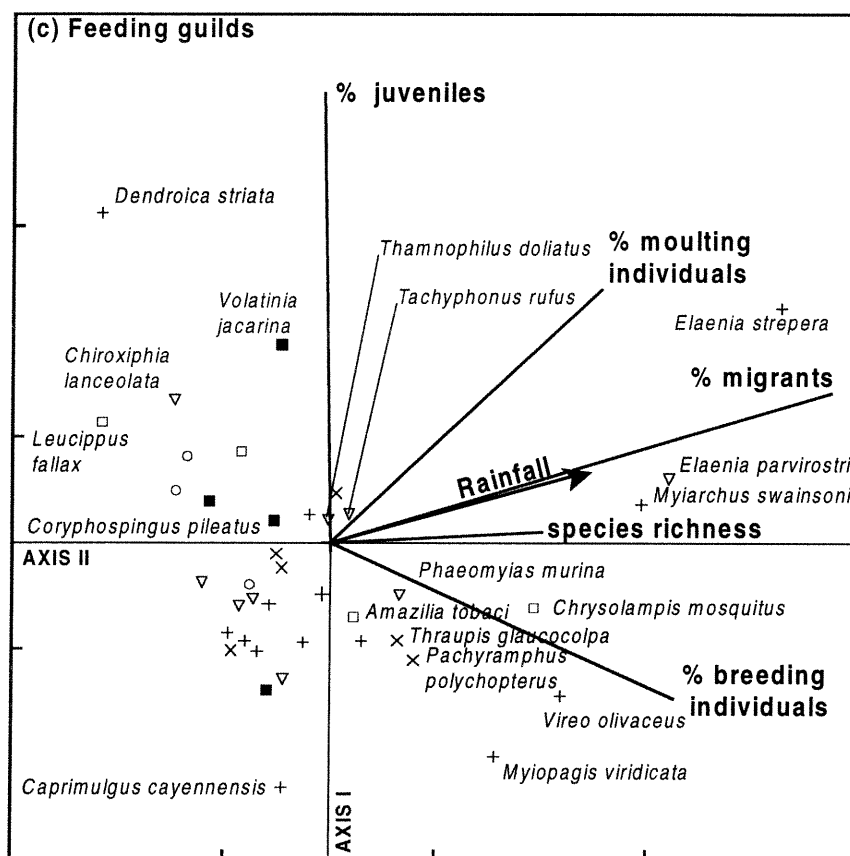 (c) Feeding guilds
% juveniles
Dendroica striata
Thamnophilus doliatus
% moulting
individuals
Volatinia
jacarina
Tachyphonus rufus
Elaenia strepera
Chiroxiphia
lanceolata
% migrants
Leucippus
fallax
Rainfall
Elaenia parvirostri
Myiarchus swainsoni
Coryphospingus pileatus
species richness
AXIS II
Phaeomyias murina
Amazilia tobaci
Chrysolampis mosquitus
Thraupis glaucocolpa
Pachyramphus
polychopterus
% breeding
individuals
Vireo olivaceus
Myiopagis viridicata
Caprimulgus cayennensis
AXIS I